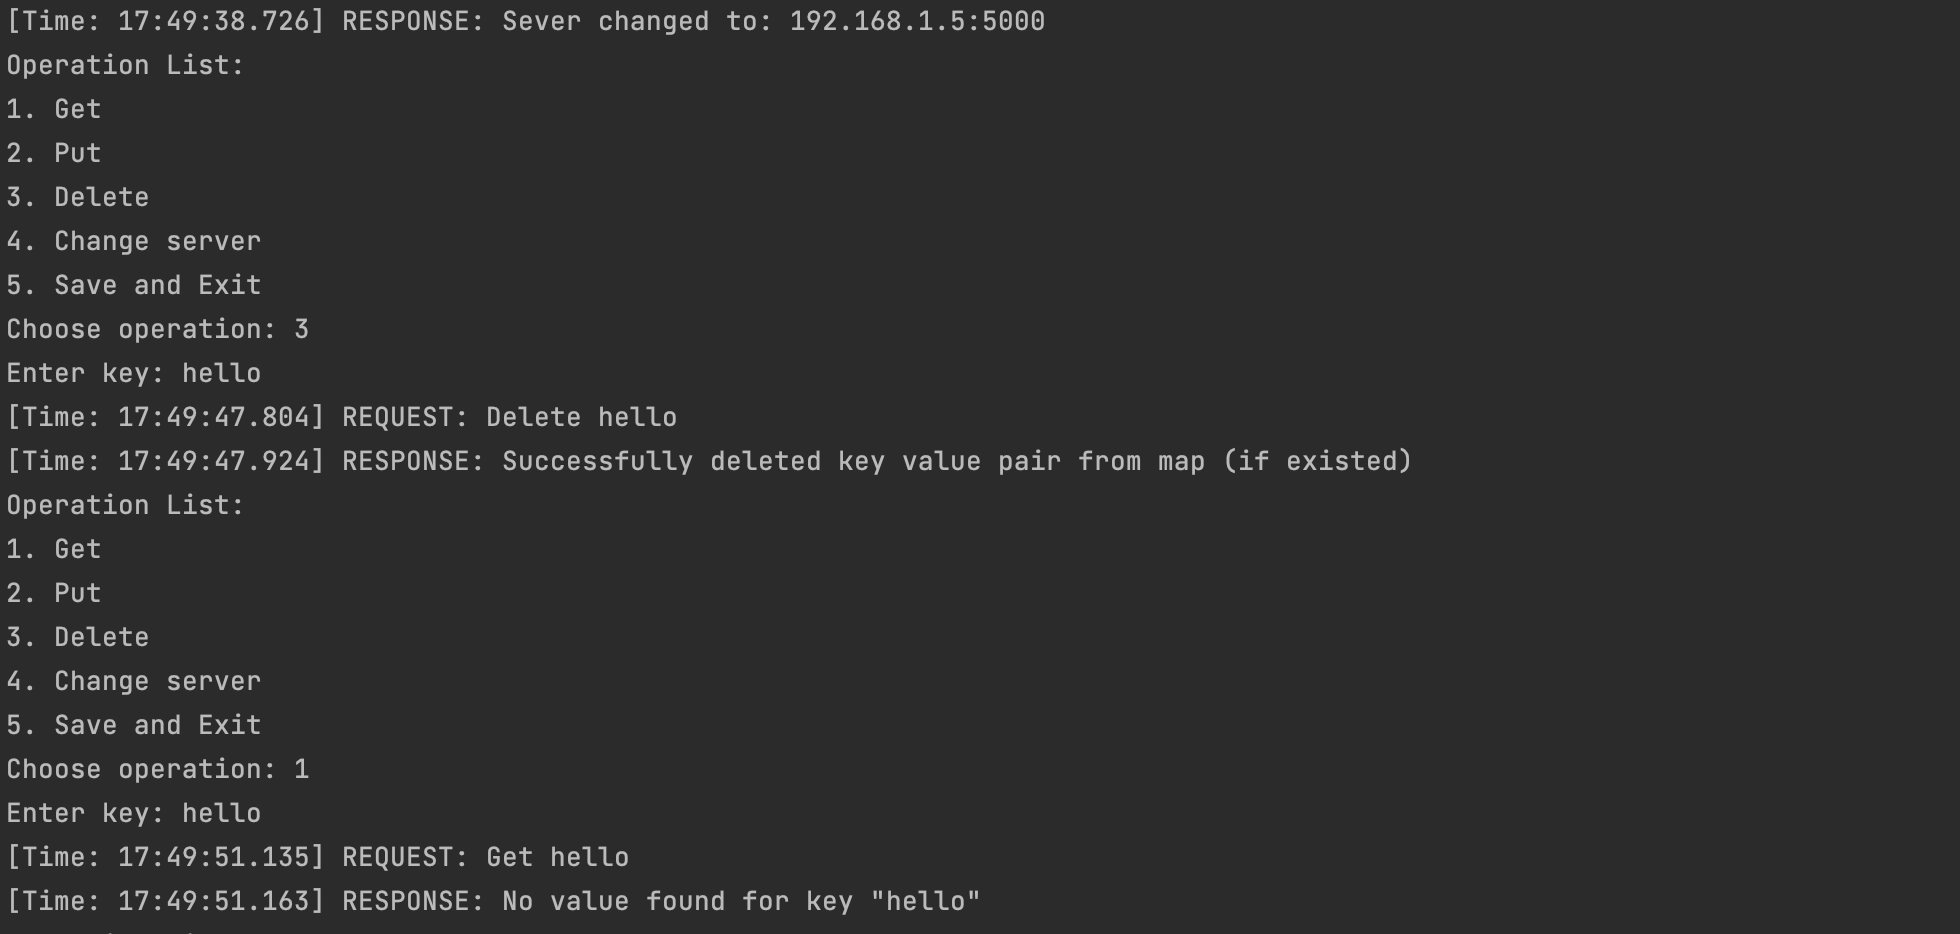 [Time: 17:49:38.726] RESPONSE: Sever changed to: 192.168.1.5:5000
Operation List:
1. Get
2. Put
3. Delete
4. Change server
5. Save and Exit
Choose operation: 3
Enter key: hello
[Time: 17:49:47.804] REQUEST: Delete hello
[Time: 17:49:47.924] RESPONSE: Successfully deleted key value pair from map (if existed)
Operation List:
1. Get
2. Put
3. Delete
4. Change server
5. Save and Exit
Choose operation: 1
Enter key: hello
[Time: 17:49:51.135] REQUEST: Get hello
[Time: 17:49:51.163] RESPONSE: No value found for key "hello"